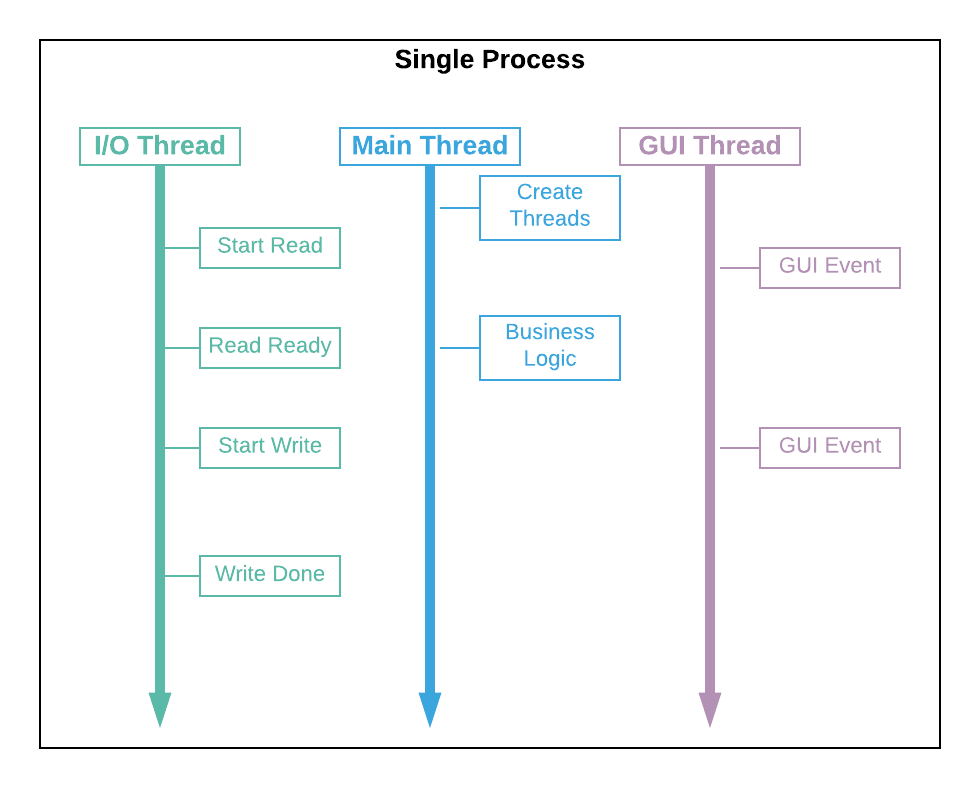 Single Process
I/O Thread
Main Thread
GUI Thread
Create
Threads
Start Read
GUI Event
Read Ready
Business
Logic
Start Write
GUI Event
Write Done